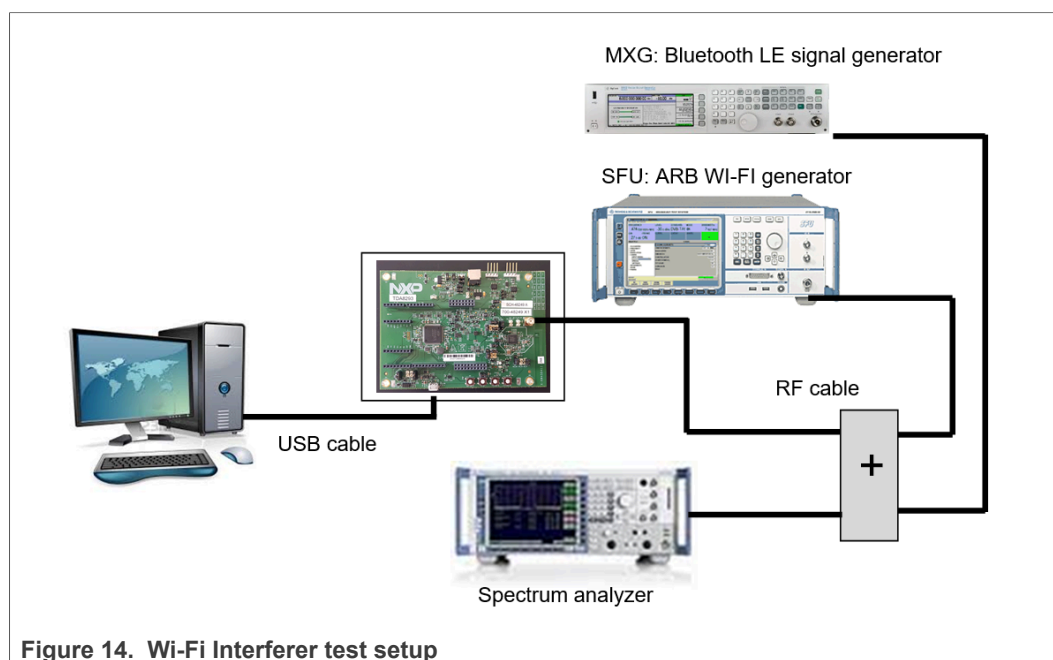 MXG: Bluetooth LE signal generator
SFU: ARB WI-FI generator
NXP
RF cable
USB cable
+
Spectrum analyzer
Figure 14. Wi-Fi Interferer test setup